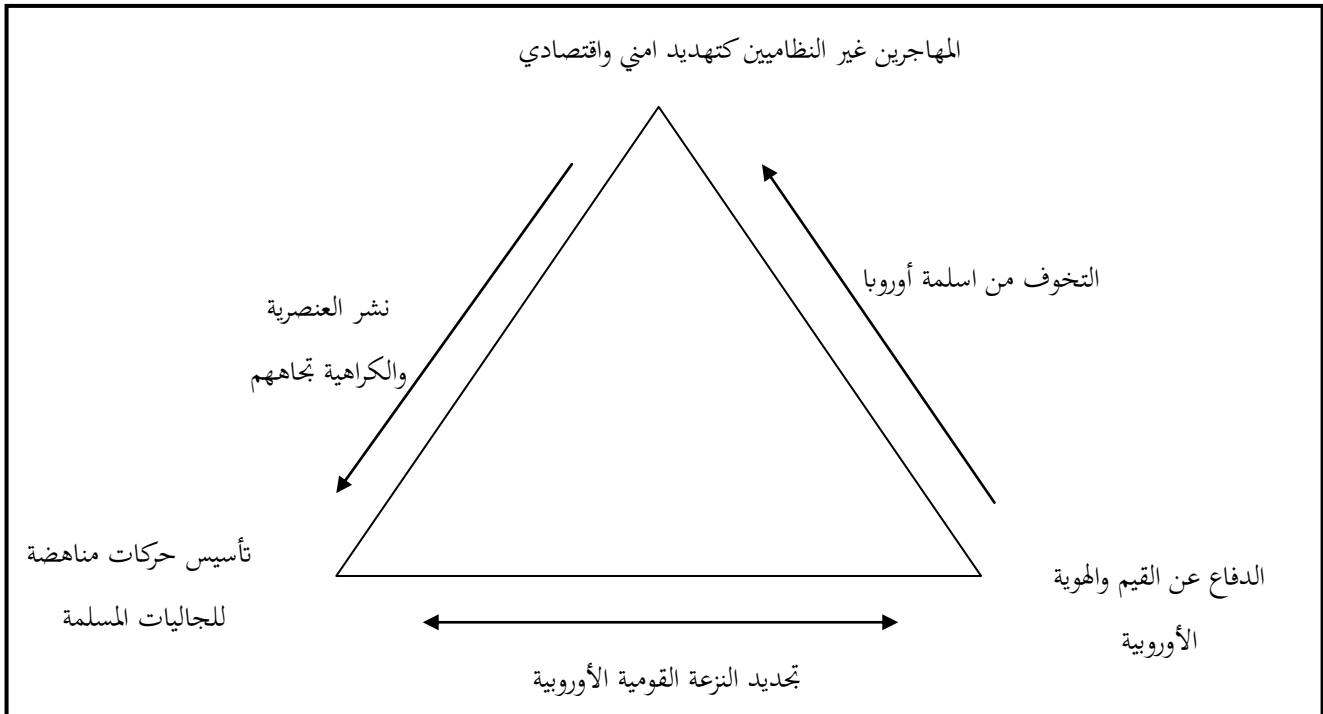 المهاجرين غير النظاميين كتهديد امني واقتصادي
التخوف من اسلمة أوروبا
نشر العنصرية
والكراهية تجاههم
تأسيس حركات مناهضة
للجاليات المسلمة
الدفاع عن القيم والهوية
الأوروبية
تجديد النزعة القومية الأوروبية